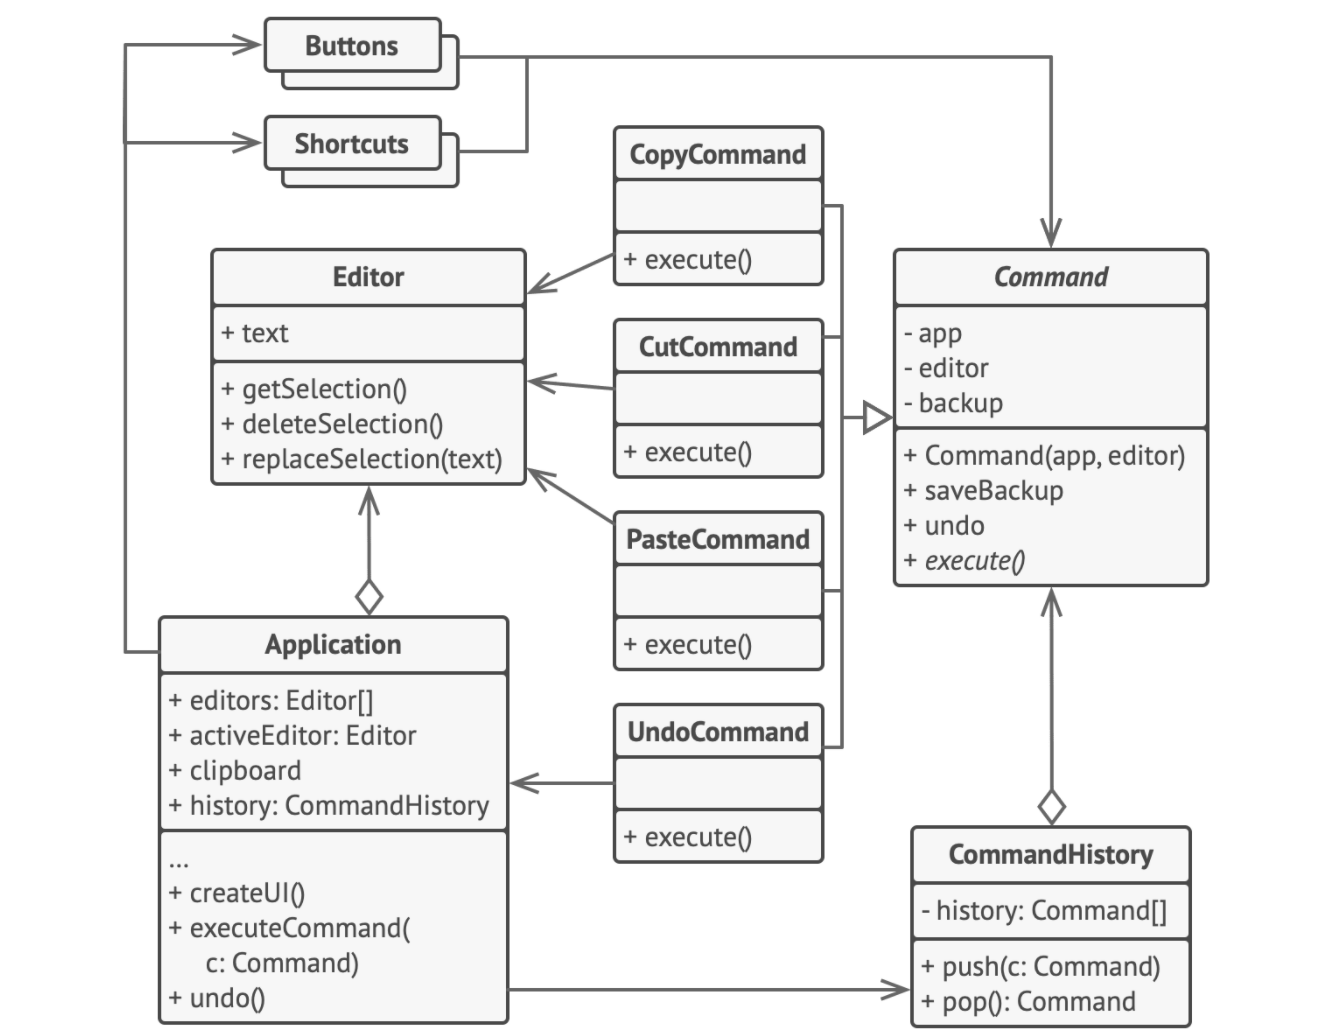 Buttons
Shortcuts
CopyCommand
+ execute()
Editor
+ text
+ getSelection()
+ deleteSelection()
+ replaceSelection(text)
CutCommand
+ execute()
Command
- app
- editor
- backup
+ Command(app, editor)
+ saveBackup
+ undo
+ execute()
PasteCommand
+ execute()
Application
+ editors: Editor[]
+ activeEditor: Editor
+ clipboard
+ history: CommandHistory
...
+ createUI()
+ executeCommand(
c: Command)
+ undo()
UndoCommand
+ execute()
CommandHistory
- history: Command[]
+ push(c: Command)
+ pop(): Command